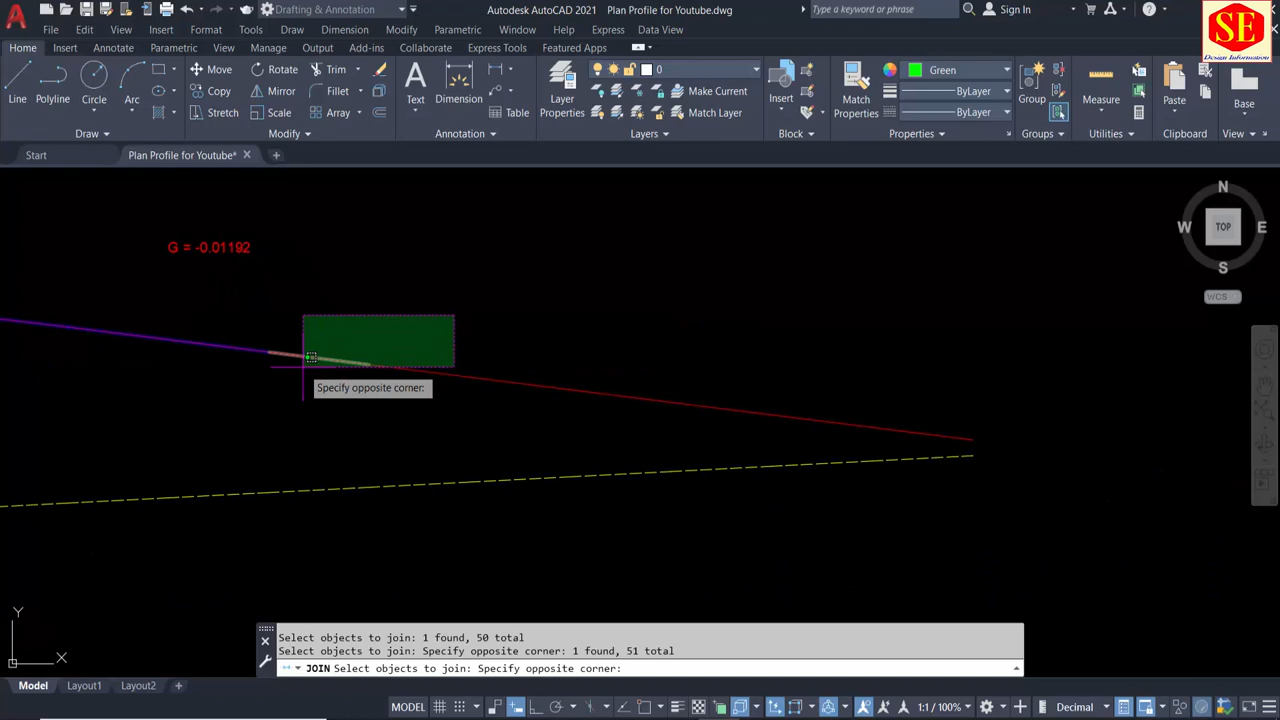 Drafting & Annotation
Autodesk AutoCAD 2021 Plan Profile for Youtube.dwg
Type a keyword or phrase
Sign In
SE
Design Information
File Edit View Insert Format Tools Draw Dimension Modify Parametric Window Help Express Data View
Home Insert Annotate Parametric View Manage Output Add-ins Collaborate Express Tools Featured Apps
Line Polyline Circle Arc
Move Rotate Trim
Copy Mirror Fillet
Stretch Scale Array
Text Dimension Table
Layer Properties
0
Make Current
Match Layer
Insert
Match Properties
Green
ByLayer
ByLayer
Group
Measure
Paste
Base
Draw Modify Annotation Layers Block Properties Groups Utilities Clipboard View
Start Plan Profile for Youtube*
N
W TOP E
S
WCS
G = -0.01192
Specify opposite corner:
Y
X
Select objects to join: 1 found, 50 total
Select objects to join: Specify opposite corner: 1 found, 51 total
JOIN Select objects to join: Specify opposite corner:
Model Layout1 Layout2
MODEL 1:1 / 100% Decimal